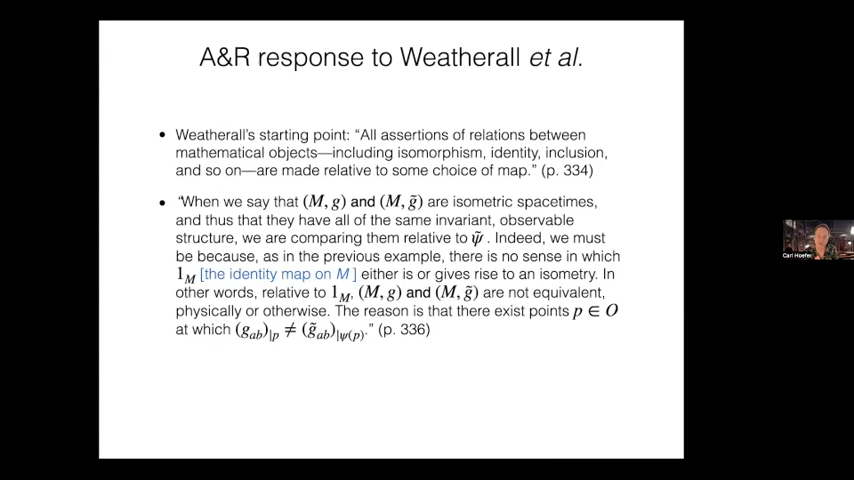 A&R response to Weatherall et al.
• Weatherall's starting point: “All assertions of relations between
mathematical objects—including isomorphism, identity, inclusion,
and so on—are made relative to some choice of map.” (p. 334)
• “When we say that (M, g) and (M, g̃) are isometric spacetimes,
and thus that they have all of the same invariant, observable
structure, we are comparing them relative to ψ̃ . Indeed, we must
be because, as in the previous example, there is no sense in which
1_M [the identity map on M ] either is or gives rise to an isometry. In
other words, relative to 1_M, (M, g) and (M, g̃) are not equivalent,
physically or otherwise. The reason is that there exist points p ∈ O
at which (g_ab)_|p ≠ (g̃_ab)_|ψ(p).” (p. 336)
Carl Hoefer